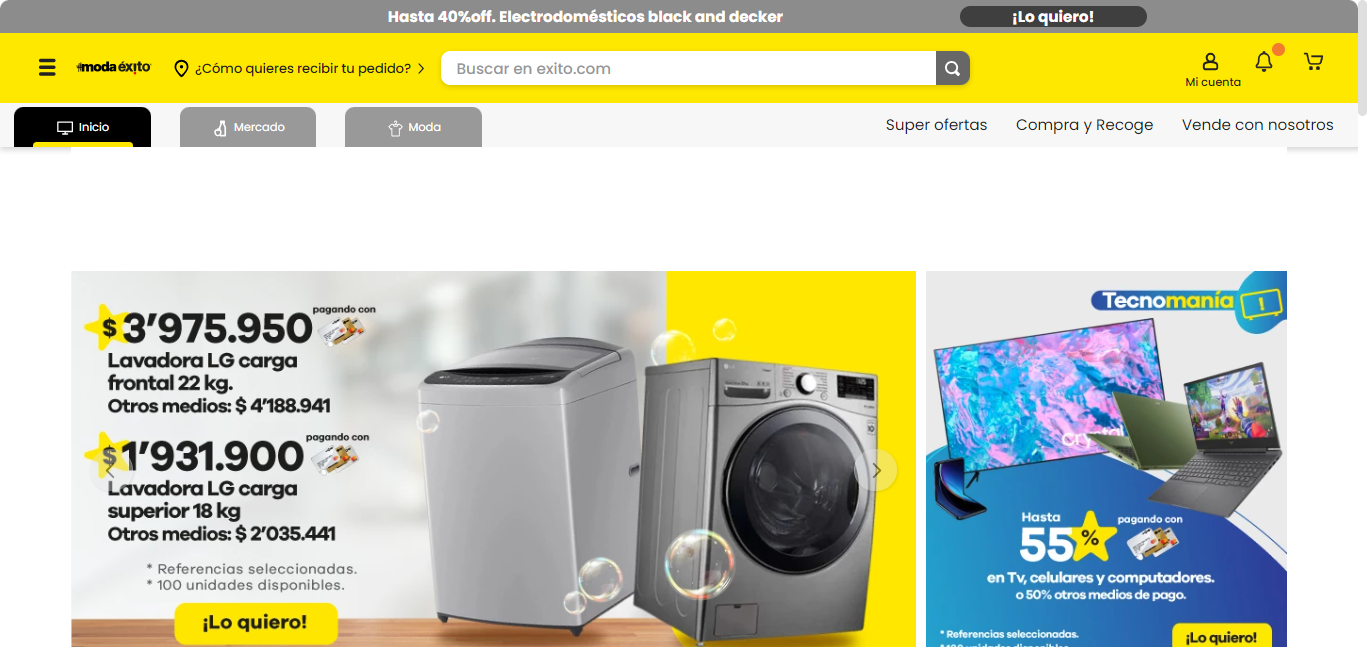 Hasta 40%off. Electrodomésticos black and decker
¡Lo quiero!
moda éxito
¿Cómo quieres recibir tu pedido?
Buscar en exito.com
Mi cuenta
Inicio
Mercado
Moda
Super ofertas
Compra y Recoge
Vende con nosotros
$3'975.950
pagando con
Lavadora LG carga
frontal 22 kg.
Otros medios: $ 4'188.941
$1'931.900
pagando con
Lavadora LG carga
superior 18 kg
Otros medios: $ 2'035.441
* Referencias seleccionadas.
* 100 unidades disponibles.
¡Lo quiero!
Tecnomanía
Crystal
Hasta
55%
pagando con
en Tv, celulares y computadores.
o 50% otros medios de pago.
* Referencias seleccionadas.
¡Lo quiero!